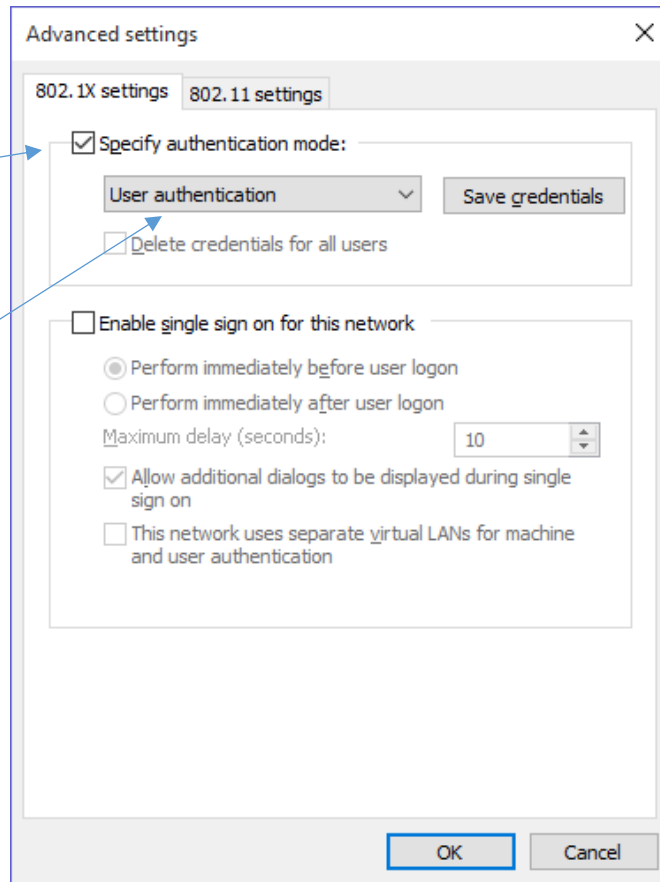 Advanced settings
802.1X settings 802.11 settings
Specify authentication mode:
User authentication Save credentials
Delete credentials for all users
Enable single sign on for this network
Perform immediately before user logon
Perform immediately after user logon
Maximum delay (seconds): 10
Allow additional dialogs to be displayed during single
sign on
This network uses separate virtual LANs for machine
and user authentication
OK Cancel